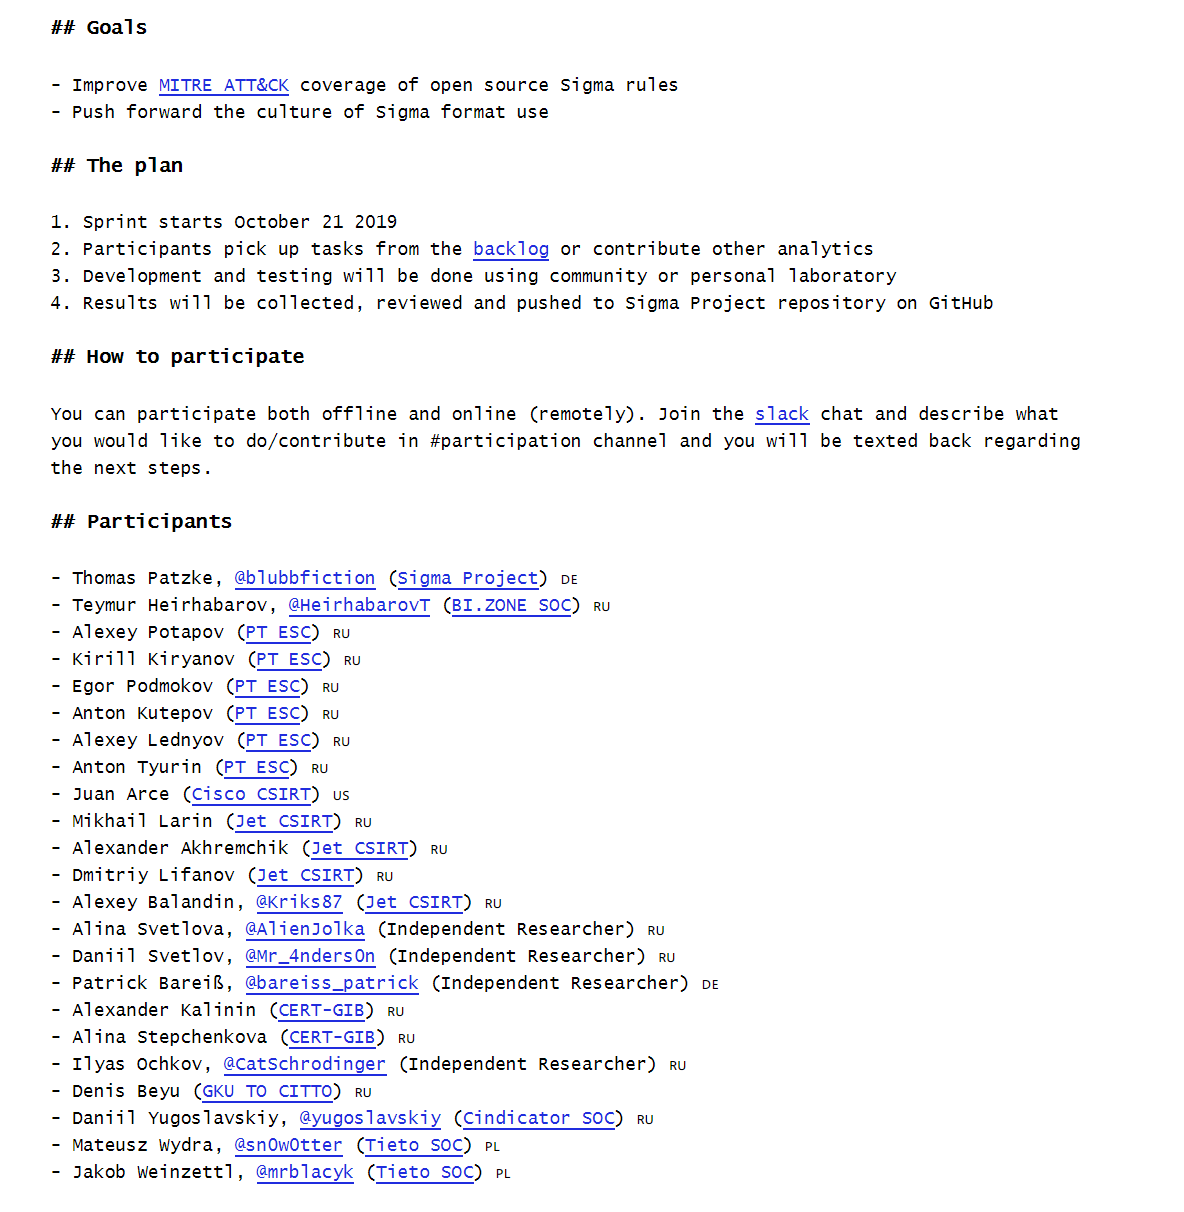 ## Goals
- Improve MITRE ATT&CK coverage of open source Sigma rules
- Push forward the culture of Sigma format use
## The plan
1. Sprint starts October 21 2019
2. Participants pick up tasks from the backlog or contribute other analytics
3. Development and testing will be done using community or personal laboratory
4. Results will be collected, reviewed and pushed to Sigma Project repository on GitHub
## How to participate
You can participate both offline and online (remotely). Join the slack chat and describe what
you would like to do/contribute in #participation channel and you will be texted back regarding
the next steps.
## Participants
- Thomas Patzke, @blubbfiction (Sigma Project) DE
- Teymur Heirhabarov, @HeirhabarovT (BI.ZONE SOC) RU
- Alexey Potapov (PT ESC) RU
- Kirill Kiryanov (PT ESC) RU
- Egor Podmokov (PT ESC) RU
- Anton Kutepov (PT ESC) RU
- Alexey Lednyov (PT ESC) RU
- Anton Tyurin (PT ESC) RU
- Juan Arce (Cisco CSIRT) US
- Mikhail Larin (Jet CSIRT) RU
- Alexander Akhremchik (Jet CSIRT) RU
- Dmitriy Lifanov (Jet CSIRT) RU
- Alexey Balandin, @Kriks87 (Jet CSIRT) RU
- Alina Svetlova, @AlienJolka (Independent Researcher) RU
- Daniil Svetlov, @Mr_4nders0n (Independent Researcher) RU
- Patrick Bareiß, @bareiss_patrick (Independent Researcher) DE
- Alexander Kalinin (CERT-GIB) RU
- Alina Stepchenkova (CERT-GIB) RU
- Ilyas Ochkov, @CatSchrodinger (Independent Researcher) RU
- Denis Beyu (GKU TO CITTO) RU
- Daniil Yugoslavskiy, @yugoslavskiy (Cindicator SOC) RU
- Mateusz Wydra, @sn0w0tter (Tieto SOC) PL
- Jakob Weinzettl, @mrblacyk (Tieto SOC) PL